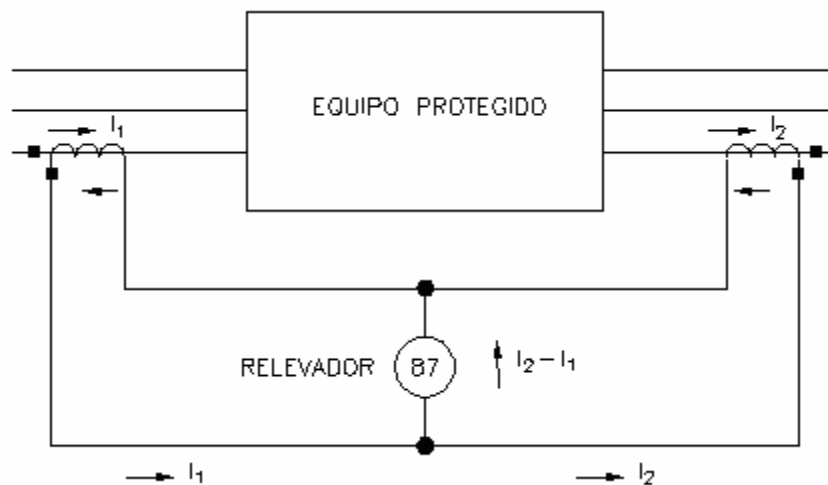 EQUIPO PROTEGIDO
I₁
I₂
RELEVADOR
87
I₂-I₁
I₁
I₂